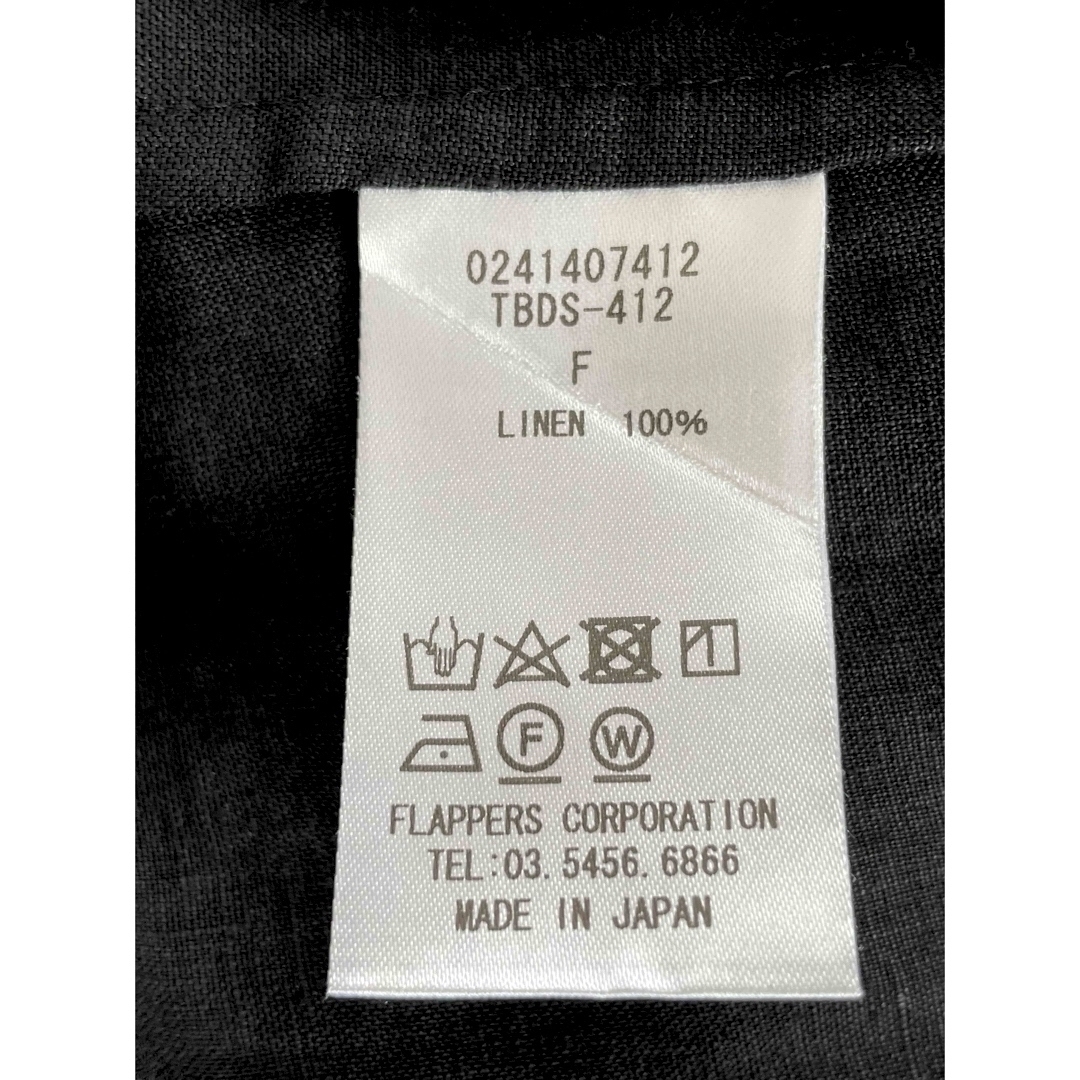 0241407412
TBDS-412
F
LINEN 100%
F W
FLAPPERS CORPORATION
TEL:03. 5456. 6866
MADE IN JAPAN